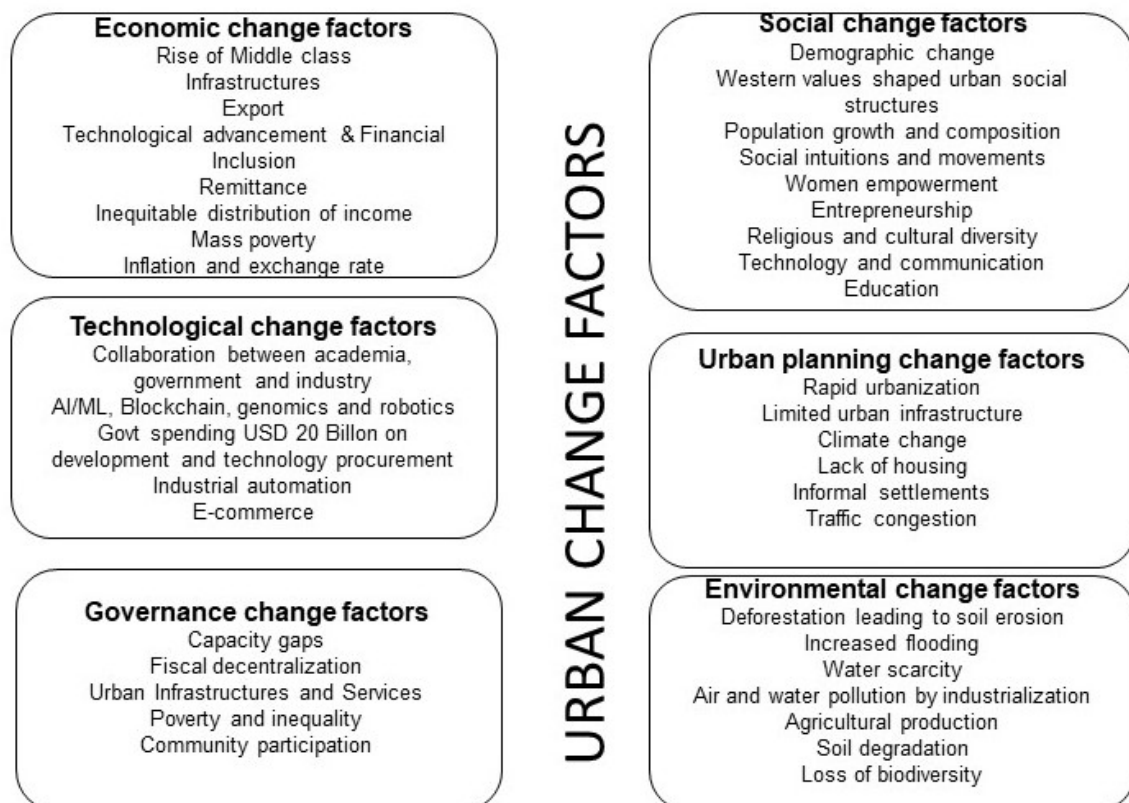 Economic change factors
Rise of Middle class
Infrastructures
Export
Technological advancement & Financial
Inclusion
Remittance
Inequitable distribution of income
Mass poverty
Inflation and exchange rate
Technological change factors
Collaboration between academia,
government and industry
AI/ML, Blockchain, genomics and robotics
Govt spending USD 20 Billon on
development and technology procurement
Industrial automation
E-commerce
Governance change factors
Capacity gaps
Fiscal decentralization
Urban Infrastructures and Services
Poverty and inequality
Community participation
URBAN CHANGE FACTORS
Social change factors
Demographic change
Western values shaped urban social
structures
Population growth and composition
Social intuitions and movements
Women empowerment
Entrepreneurship
Religious and cultural diversity
Technology and communication
Education
Urban planning change factors
Rapid urbanization
Limited urban infrastructure
Climate change
Lack of housing
Informal settlements
Traffic congestion
Environmental change factors
Deforestation leading to soil erosion
Increased flooding
Water scarcity
Air and water pollution by industrialization
Agricultural production
Soil degradation
Loss of biodiversity